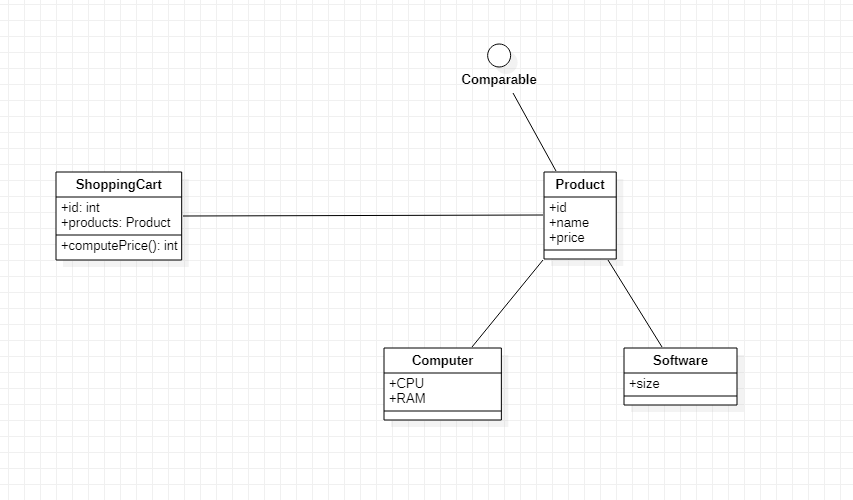 Comparable
ShoppingCart
+id: int
+products: Product
+computePrice(): int
Product
+id
+name
+price
Computer
+CPU
+RAM
Software
+size